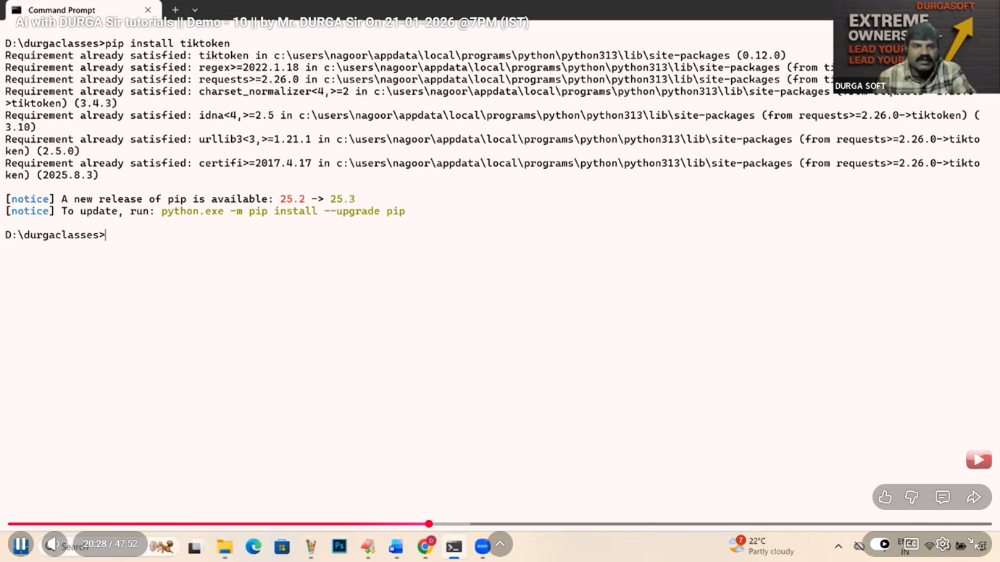 Command Prompt
AI with DURGA Sir tutorials || Demo - 10 || by Mr. DURGA Sir On 21-01-2026 @7PM (IST)
DURGASOFT
EXTREME
OWNERS
LEAD YOUR
LEAD YOUR
DURGA SOFT
D:\durgaclasses>pip install tiktoken
Requirement already satisfied: tiktoken in c:\users\nagoor\appdata\local\programs\python\python313\lib\site-packages (0.12.0)
Requirement already satisfied: regex>=2022.1.18 in c:\users\nagoor\appdata\local\programs\python\python313\lib\site-packages (from ti
Requirement already satisfied: requests>=2.26.0 in c:\users\nagoor\appdata\local\programs\python\python313\lib\site-packages (from ti
Requirement already satisfied: charset_normalizer<4,>=2 in c:\users\nagoor\appdata\local\programs\python\python313\lib\site-packages
>tiktoken) (3.4.3)
Requirement already satisfied: idna<4,>=2.5 in c:\users\nagoor\appdata\local\programs\python\python313\lib\site-packages (from requests>=2.26.0->tiktoken) (
3.10)
Requirement already satisfied: urllib3<3,>=1.21.1 in c:\users\nagoor\appdata\local\programs\python\python313\lib\site-packages (from requests>=2.26.0->tikto
ken) (2.5.0)
Requirement already satisfied: certifi>=2017.4.17 in c:\users\nagoor\appdata\local\programs\python\python313\lib\site-packages (from requests>=2.26.0->tikto
ken) (2025.8.3)
[notice] A new release of pip is available: 25.2 -> 25.3
[notice] To update, run: python.exe -m pip install --upgrade pip
D:\durgaclasses>
20:28 / 47:52
Search
Ps
zoom
D
7
22°C
Partly cloudy
IN
CC